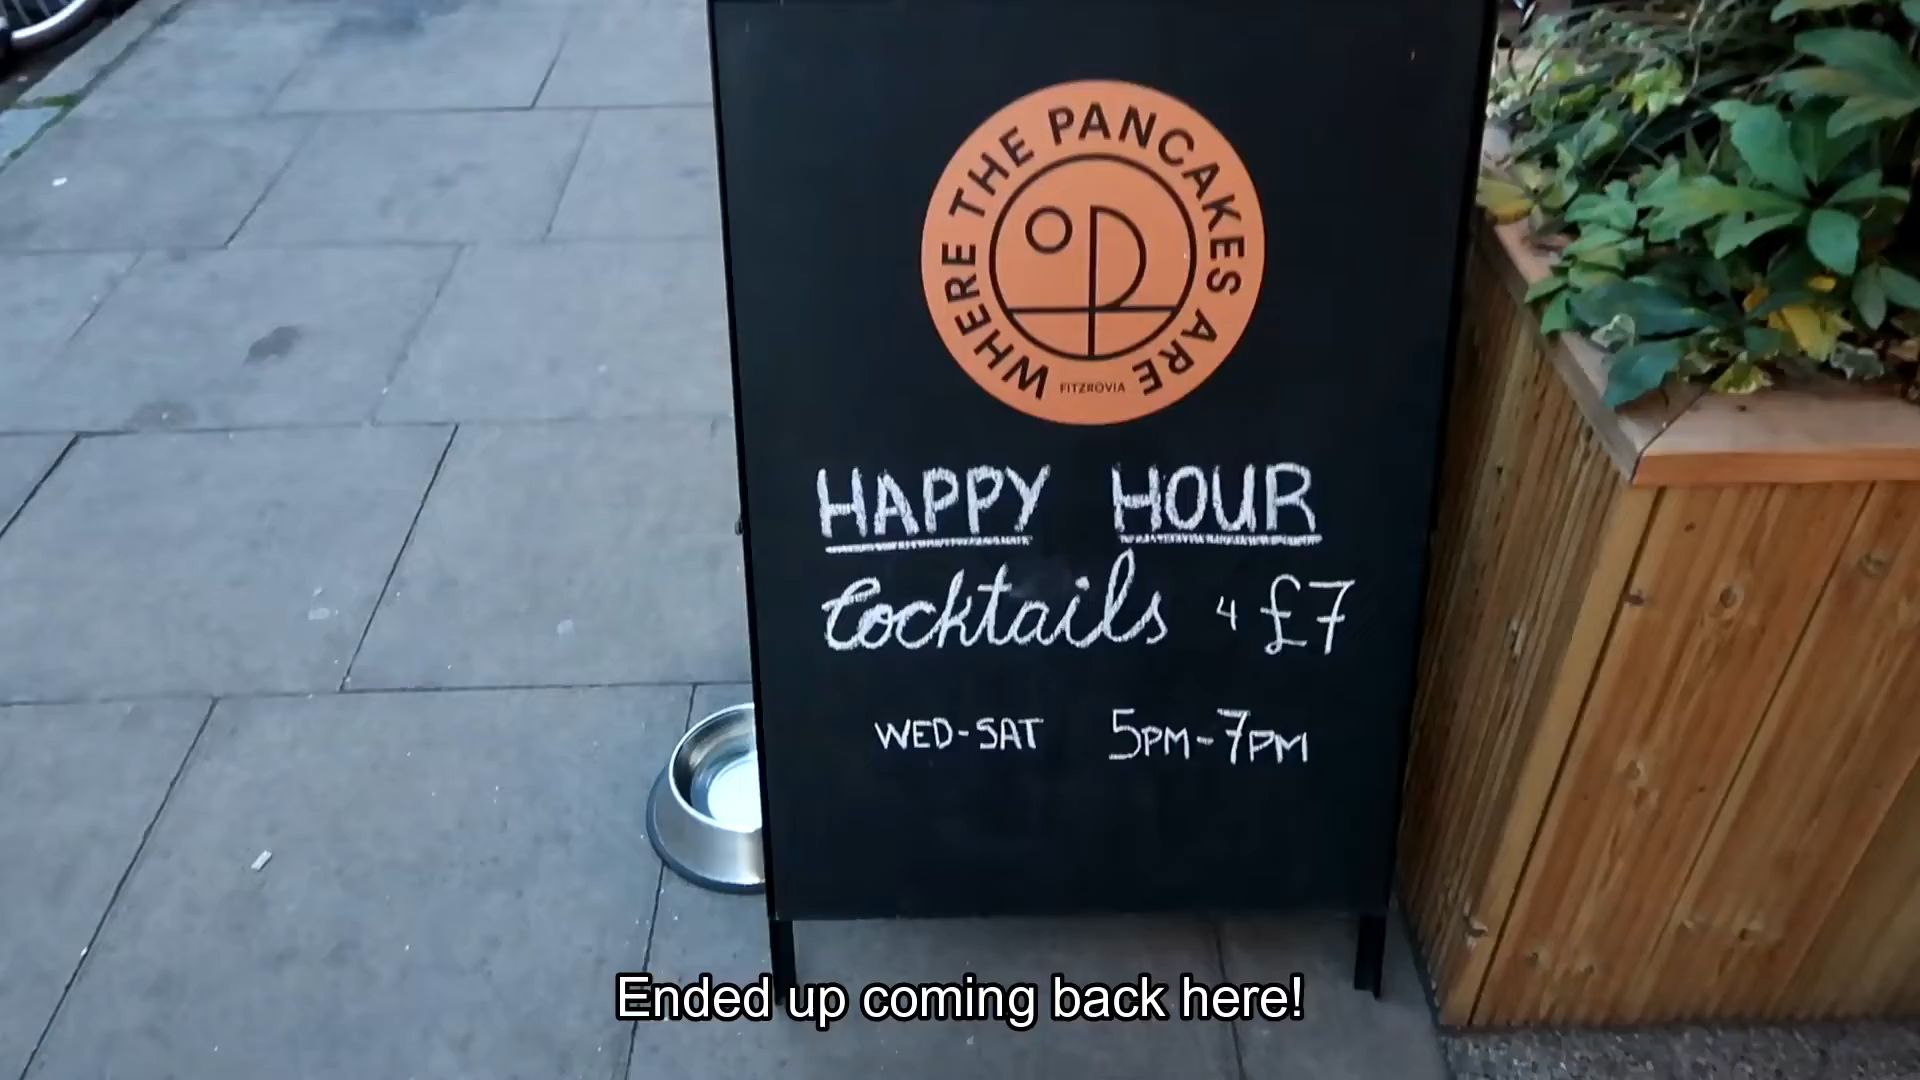 WHERE THE PANCAKES ARE
FITZROVIA
HAPPY HOUR
Cocktails 4 £7
WED-SAT 5PM-7PM
Ended up coming back here!